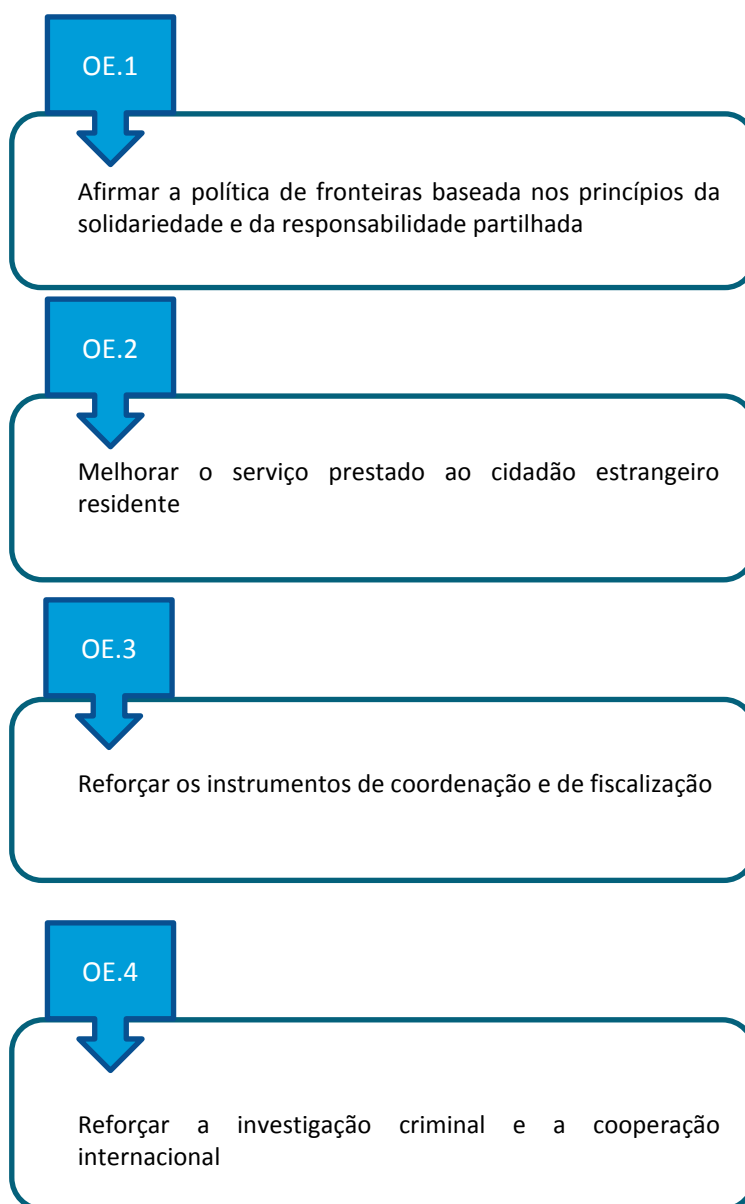 OE.1
Afirmar a política de fronteiras baseada nos princípios da
solidariedade e da responsabilidade partilhada
OE.2
Melhorar o serviço prestado ao cidadão estrangeiro
residente
OE.3
Reforçar os instrumentos de coordenação e de fiscalização
OE.4
Reforçar a investigação criminal e a cooperação
internacional